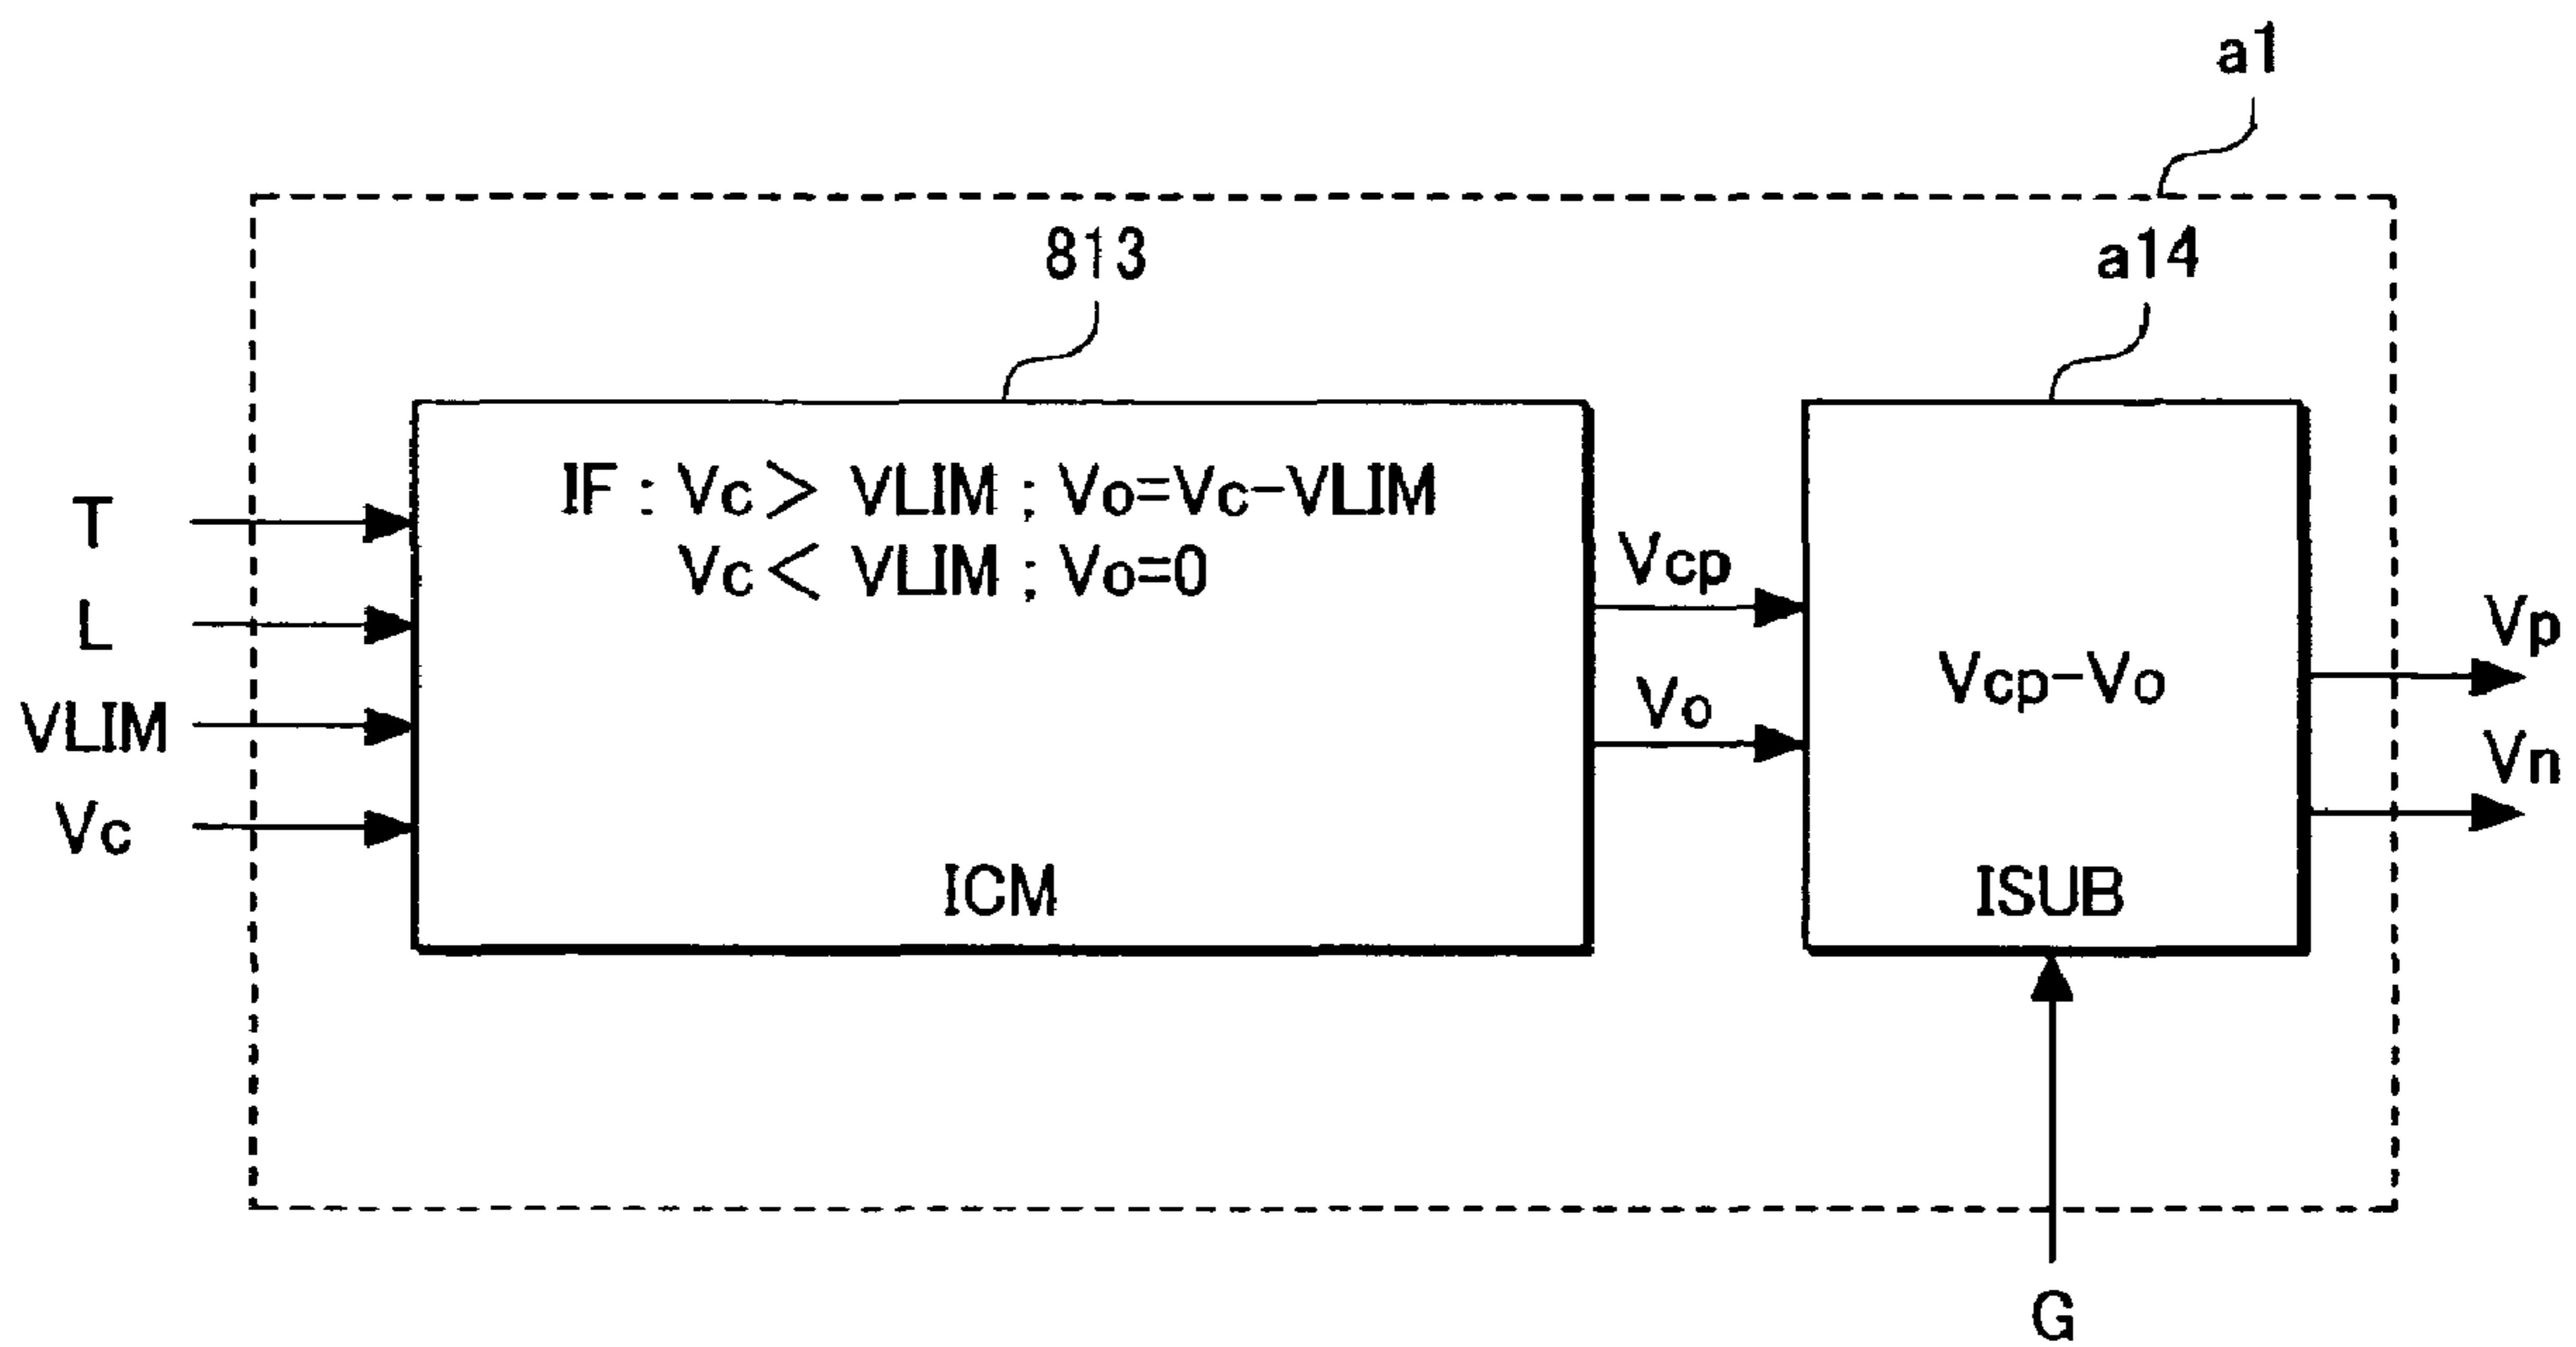 a1
813
a14
IF : Vc > VLIM ; Vo=Vc-VLIM
Vc < VLIM ; Vo=0
T
L
VLIM
Vc
ICM
Vcp
Vo
Vcp-Vo
ISUB
Vp
Vn
G